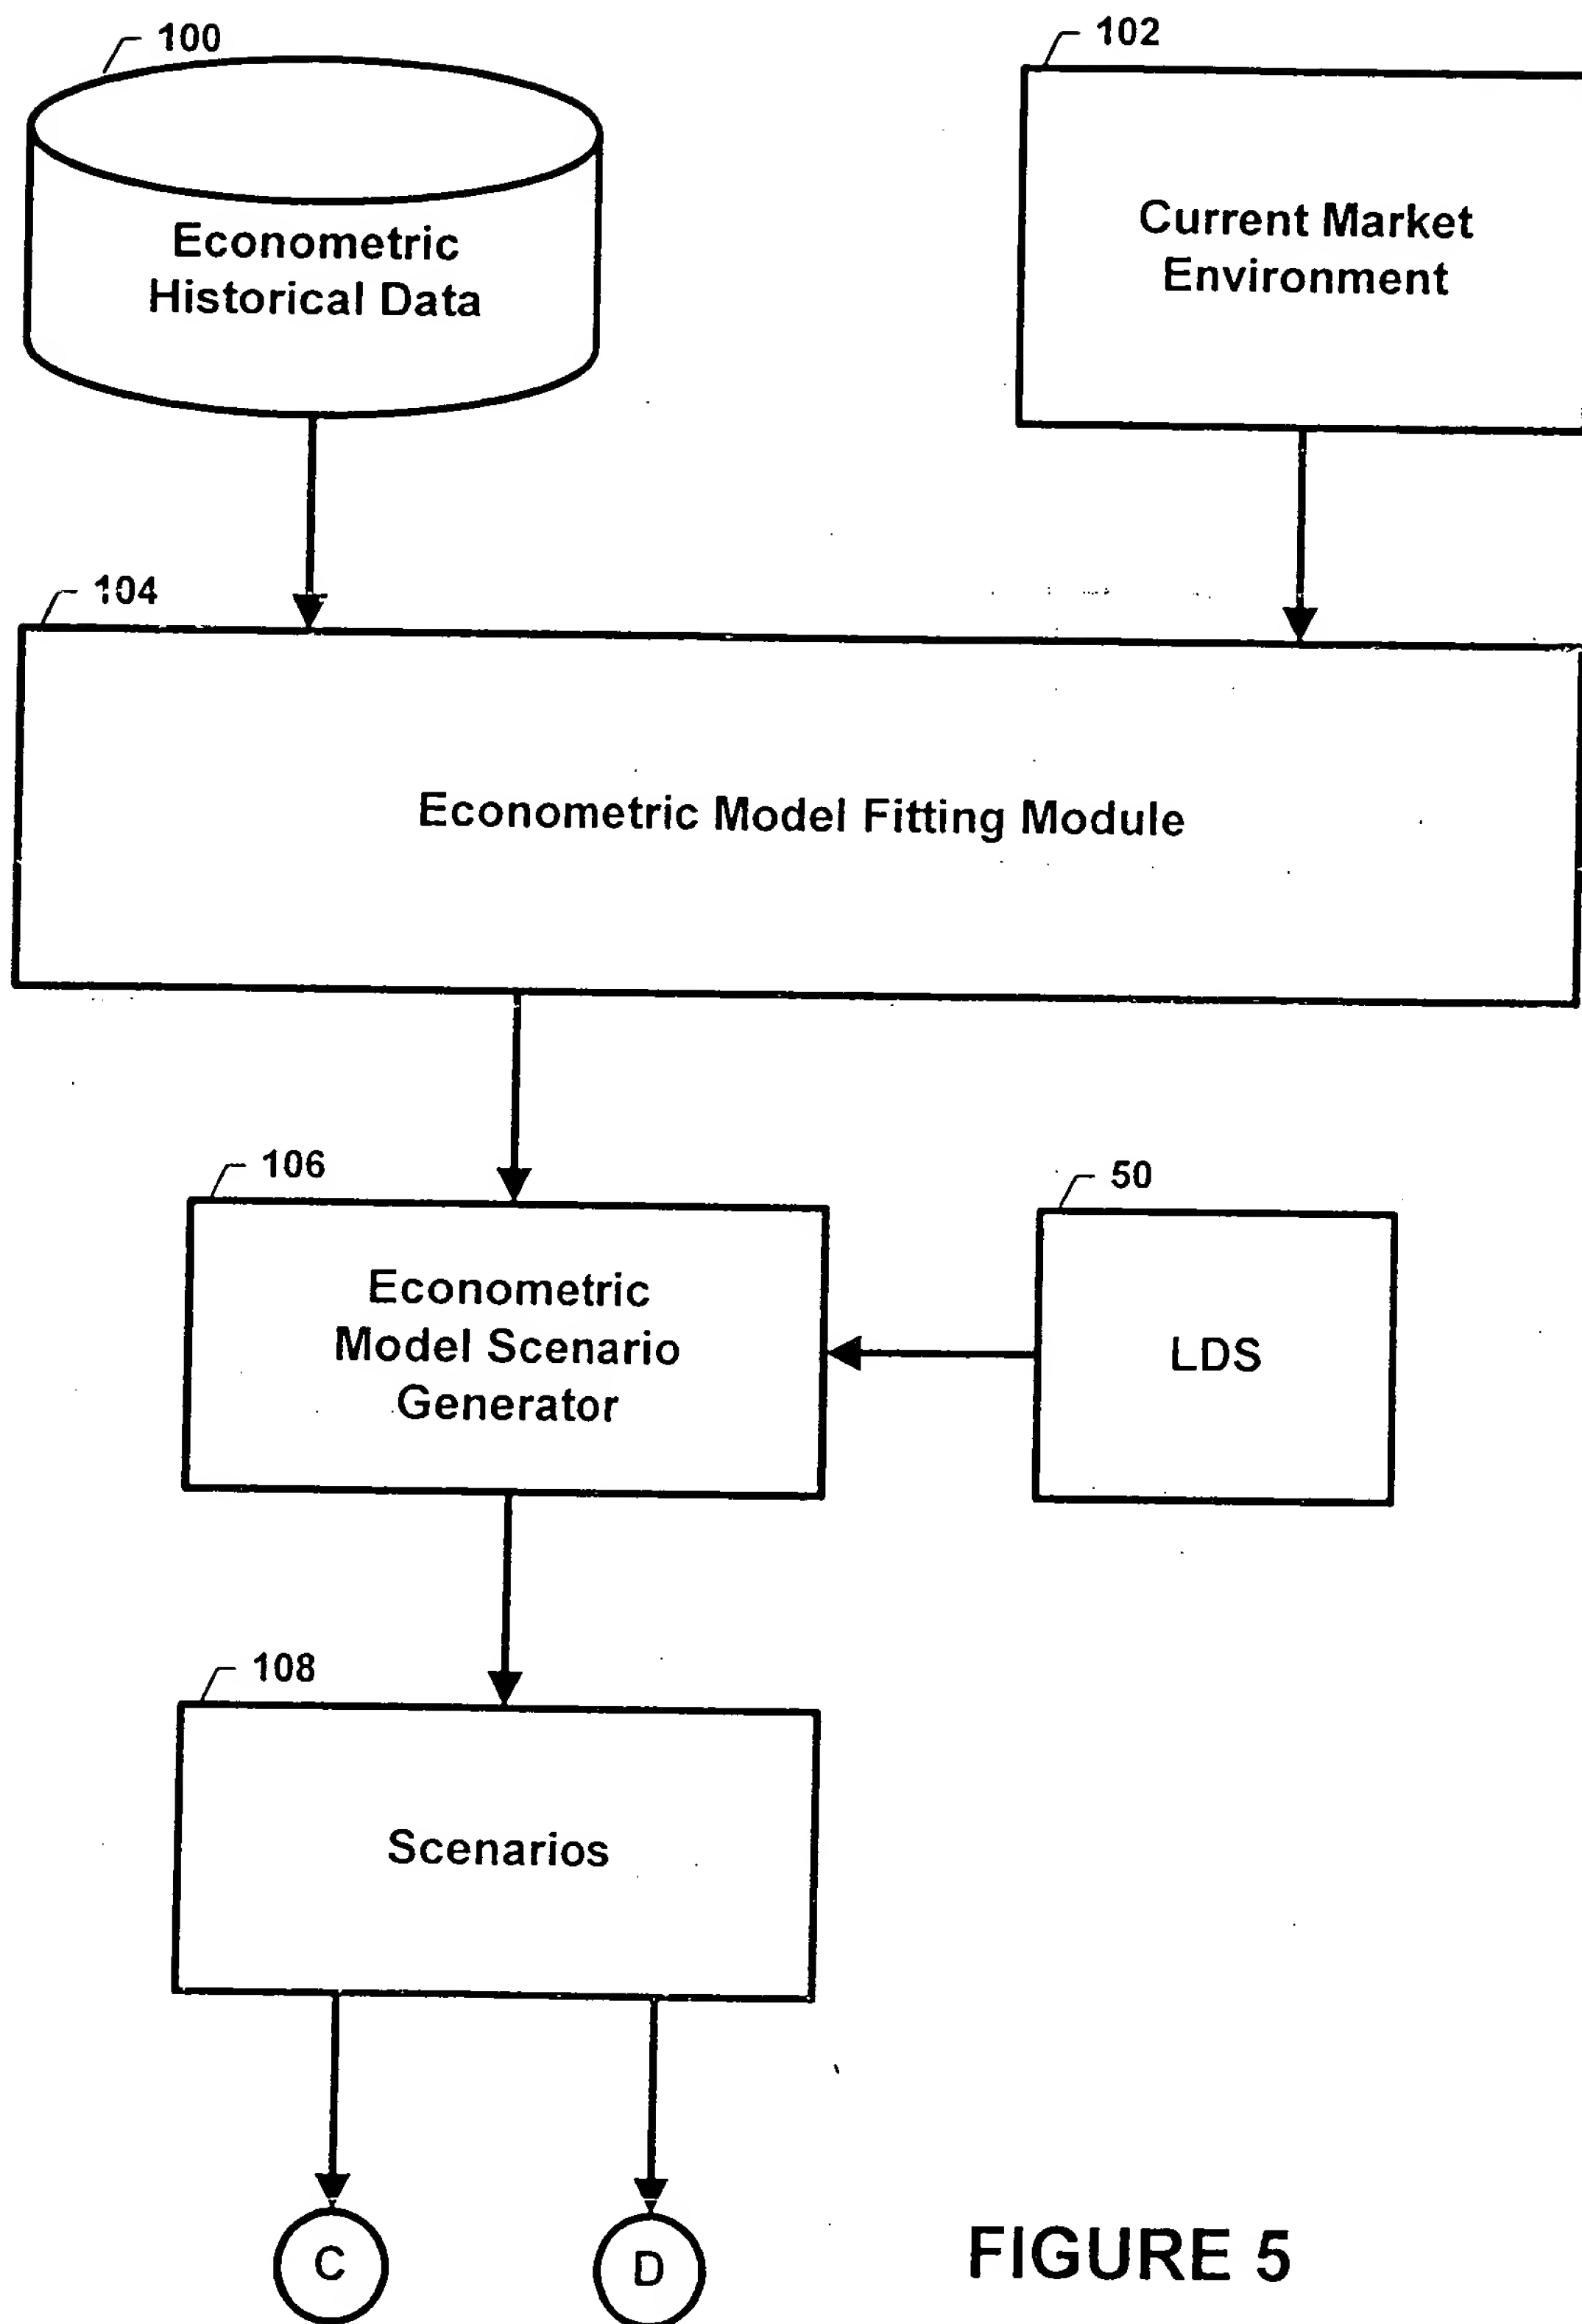 100
102
Econometric
Historical Data
Current Market
Environment
104
Econometric Model Fitting Module
106
50
Econometric
Model Scenario
Generator
LDS
108
Scenarios
C
D
FIGURE 5